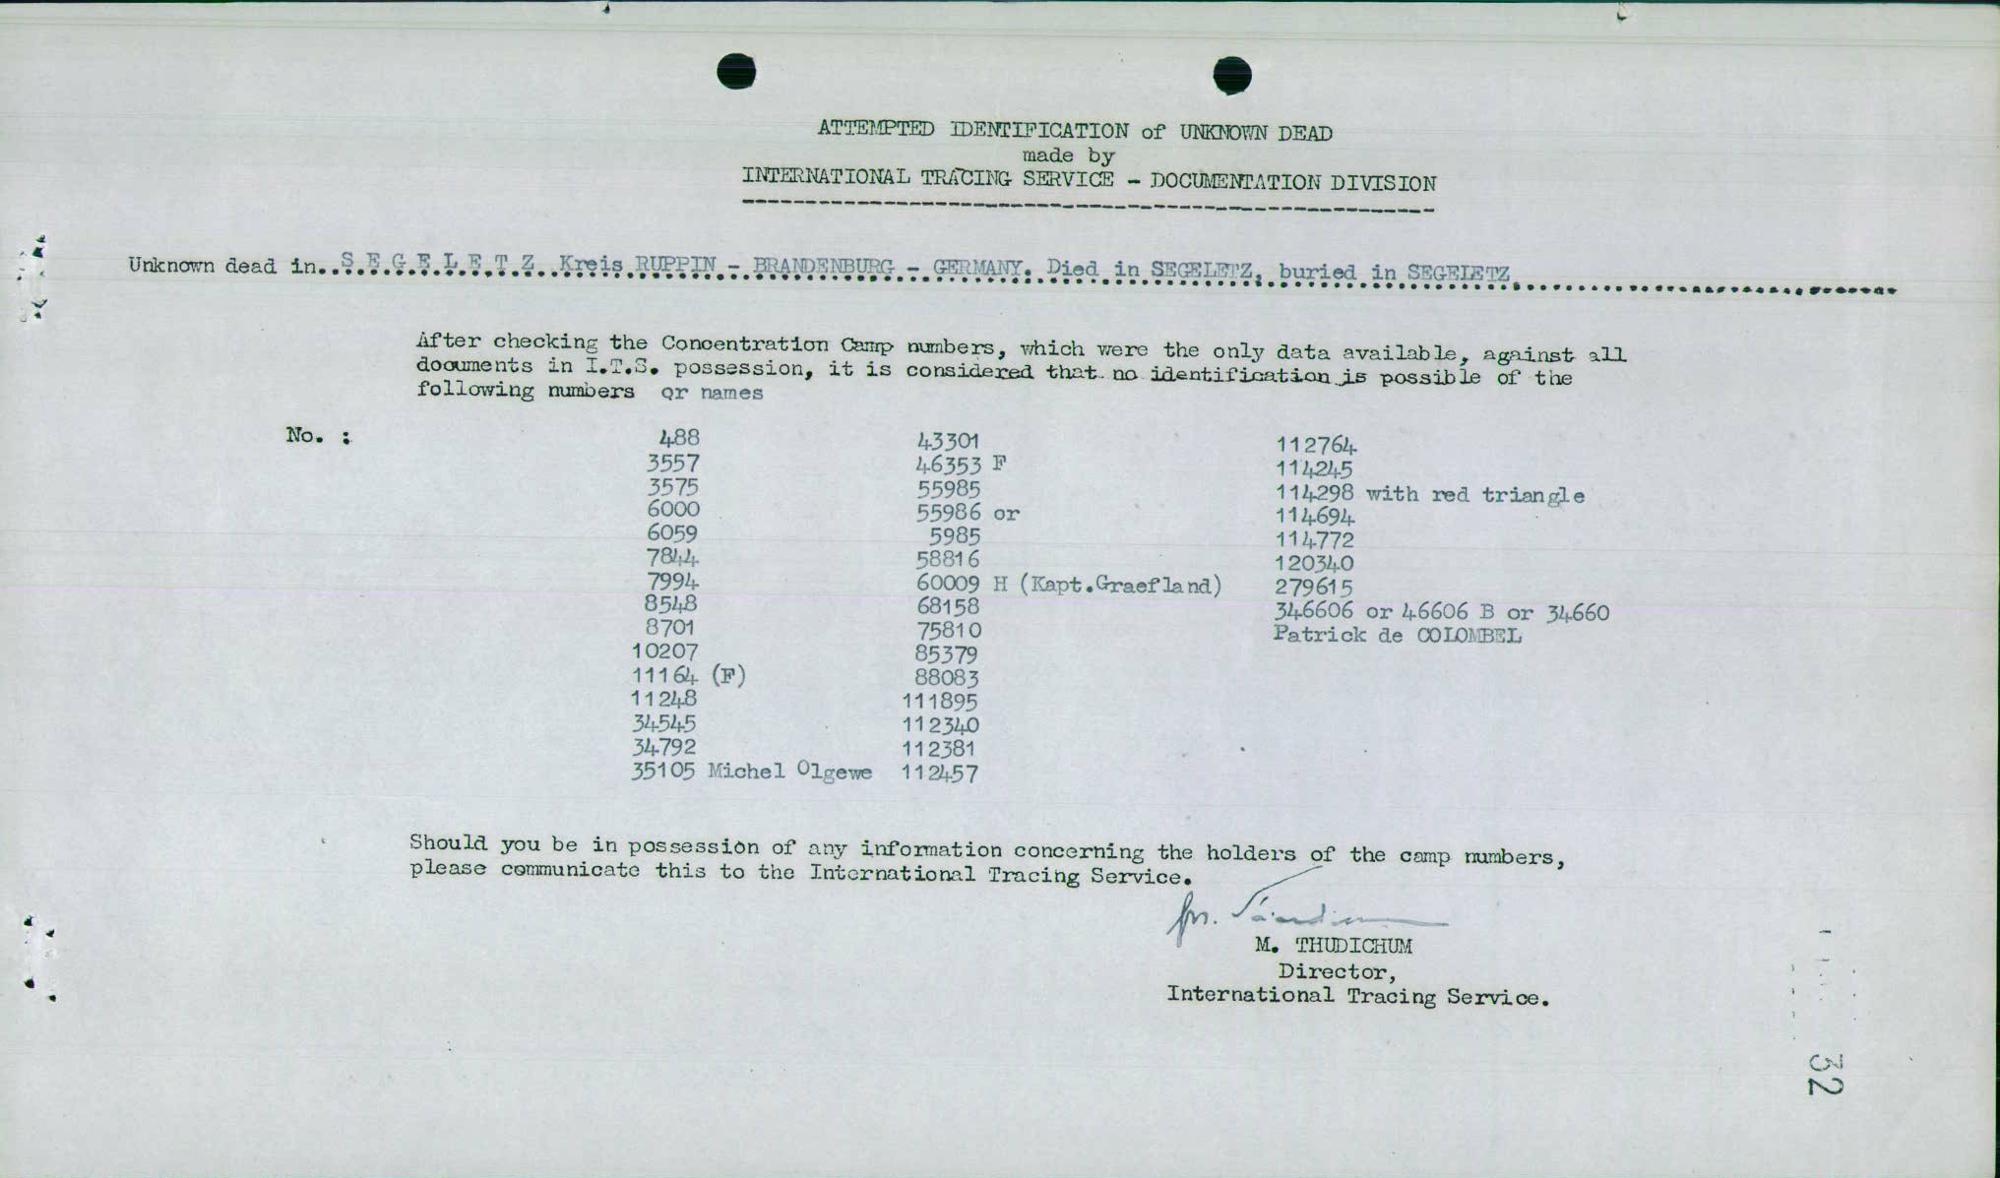 ATTEMPTED IDENTIFICATION of UNKNOWN DEAD
made by
INTERNATIONAL TRACING SERVICE - DOCUMENTATION DIVISION
Unknown dead in..S.E.G.E.L.E.T.Z. Kreis RUPPIN - BRANDENBURG - GERMANY. Died in SEGELETZ, buried in SEGELETZ
After checking the Concentration Camp numbers, which were the only data available, against all
documents in I.T.S. possession, it is considered that no identification is possible of the
following numbers or names
No. :
488
3557
3575
6000
6059
7844
7994
8548
8701
10207
11164 (F)
11248
34545
34792
35105 Michel Olgewe
43301
46353 F
55985
55986 or
5985
58816
60009 H (Kapt.Graefland)
68158
75810
85379
88083
111895
112340
112381
112457
112764
114245
114298 with red triangle
114694
114772
120340
279615
346606 or 46606 B or 34660
Patrick de COLOMBEL
Should you be in possession of any information concerning the holders of the camp numbers,
please communicate this to the International Tracing Service.
M. THUDICHUM
Director,
International Tracing Service.
32